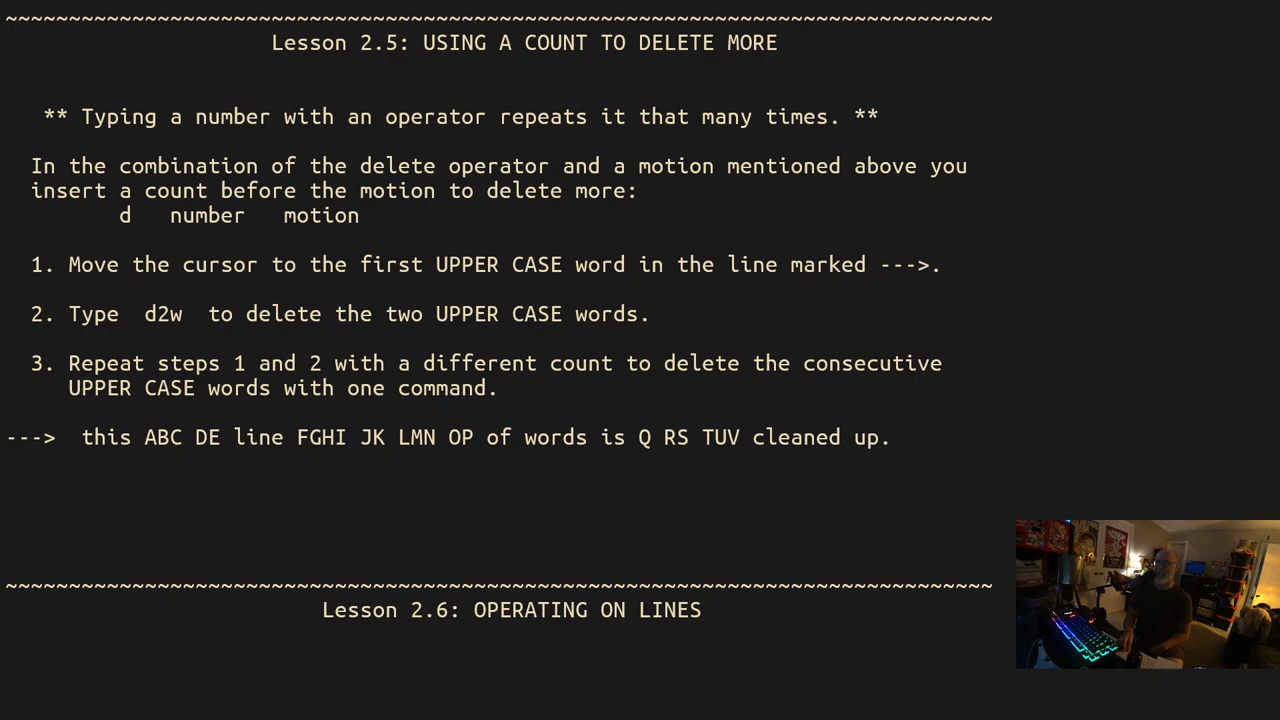 ~~~~~~~~~~~~~~~~~~~~~~~~~~~~~~~~~~~~~~~~~~~~~~~~~~~~~~~~~~~~~~~~~~~~~~~~~~~~~~
Lesson 2.5: USING A COUNT TO DELETE MORE
** Typing a number with an operator repeats it that many times. **
In the combination of the delete operator and a motion mentioned above you
insert a count before the motion to delete more:
d   number   motion
1. Move the cursor to the first UPPER CASE word in the line marked --->.
2. Type  d2w  to delete the two UPPER CASE words.
3. Repeat steps 1 and 2 with a different count to delete the consecutive
UPPER CASE words with one command.
--->  this ABC DE line FGHI JK LMN OP of words is Q RS TUV cleaned up.
~~~~~~~~~~~~~~~~~~~~~~~~~~~~~~~~~~~~~~~~~~~~~~~~~~~~~~~~~~~~~~~~~~~~~~~~~~~~~~
Lesson 2.6: OPERATING ON LINES